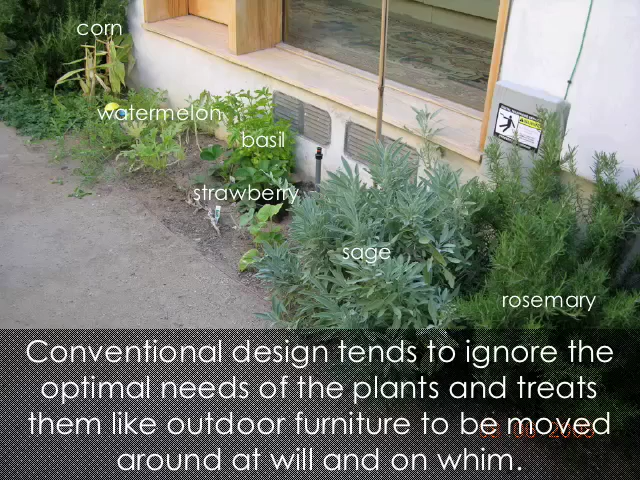 corn
watermelon
basil
strawberry
sage
rosemary
Conventional design tends to ignore the
optimal needs of the plants and treats
them like outdoor furniture to be moved
around at will and on whim.